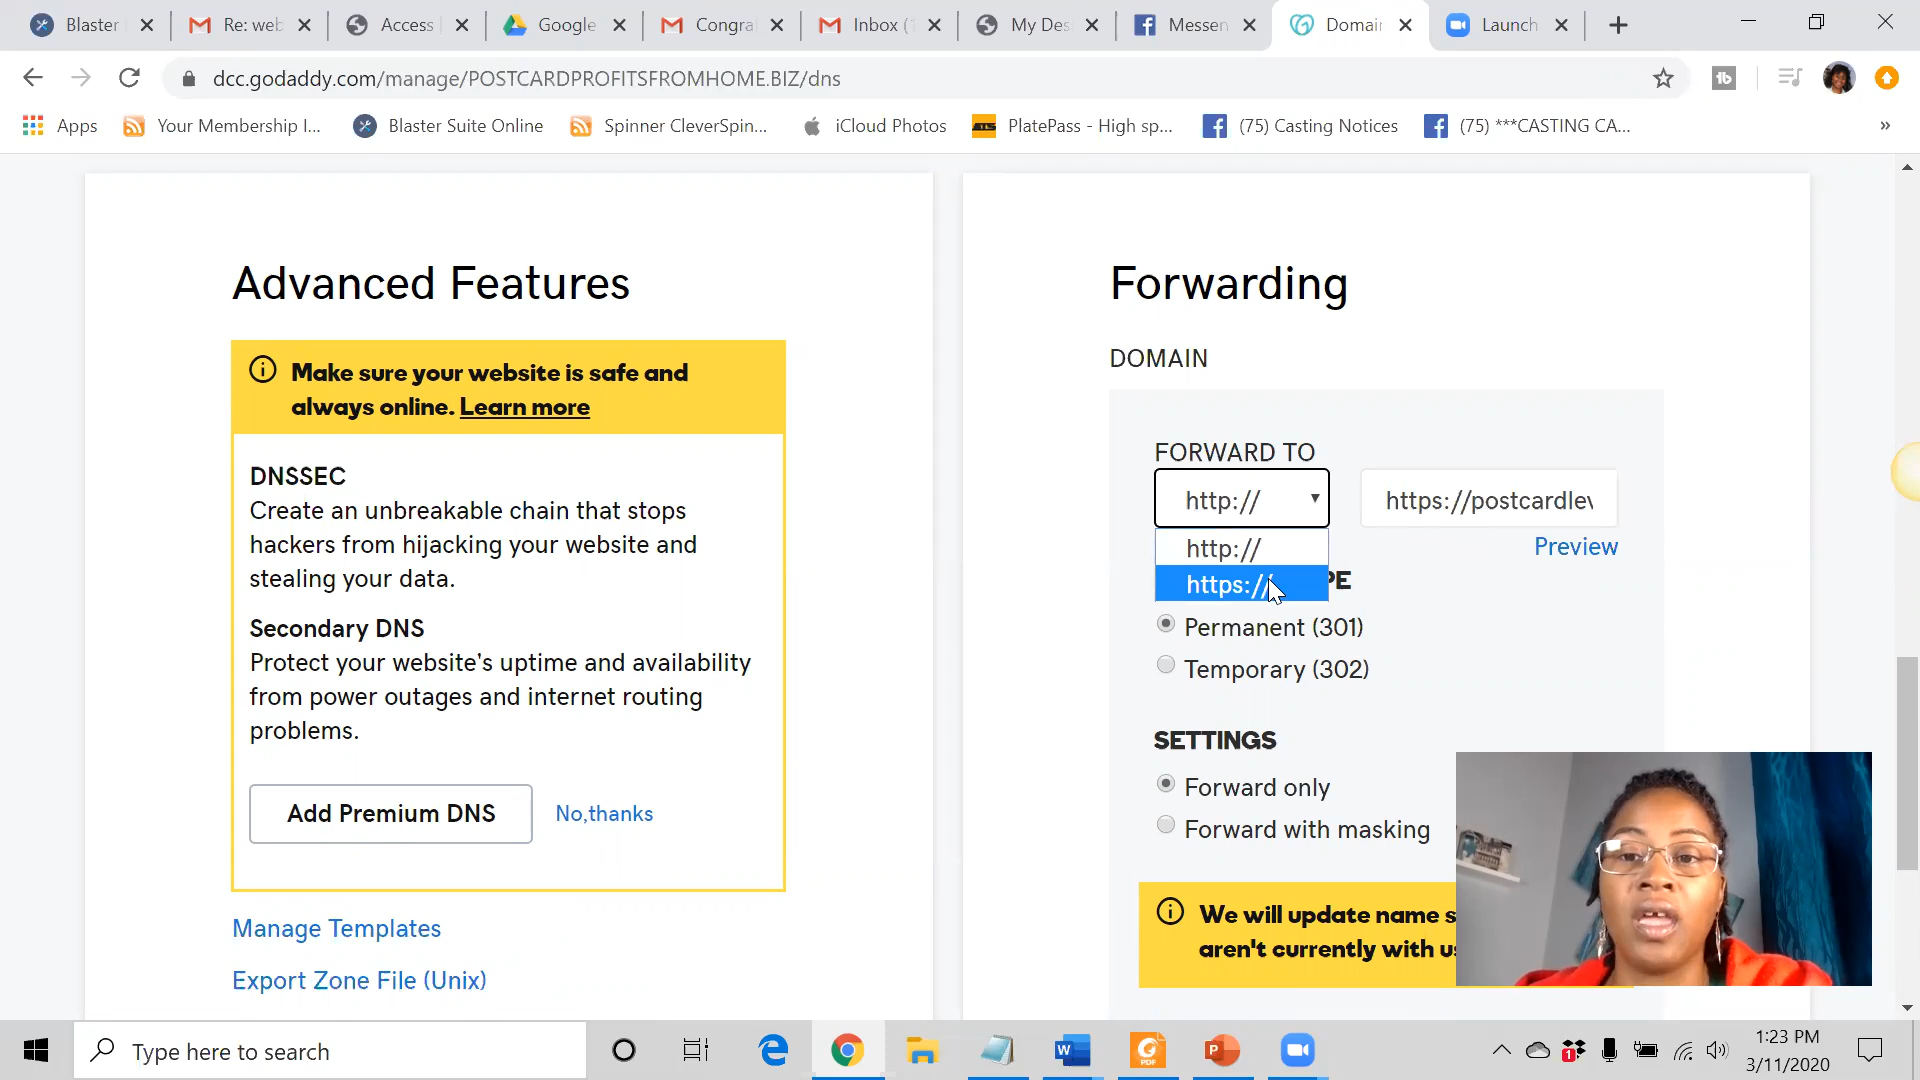 Blaster
Re: web
Access
Google
Congra
Inbox (1
My Des
Messen
Domain
Launch
dcc.godaddy.com/manage/POSTCARDPROFITSFROMHOME.BIZ/dns
Apps
Your Membership I...
Blaster Suite Online
Spinner CleverSpin...
iCloud Photos
PlatePass - High sp...
(75) Casting Notices
(75) ***CASTING CA...
»
Advanced Features
Make sure your website is safe and
always online. Learn more
DNSSEC
Create an unbreakable chain that stops
hackers from hijacking your website and
stealing your data.
Secondary DNS
Protect your website's uptime and availability
from power outages and internet routing
problems.
Add Premium DNS
No,thanks
Manage Templates
Export Zone File (Unix)
Forwarding
DOMAIN
FORWARD TO
http://
https://postcardlev
http://
Preview
https://
PE
Permanent (301)
Temporary (302)
SETTINGS
Forward only
Forward with masking
We will update name s
aren't currently with us
Type here to search
1:23 PM
3/11/2020